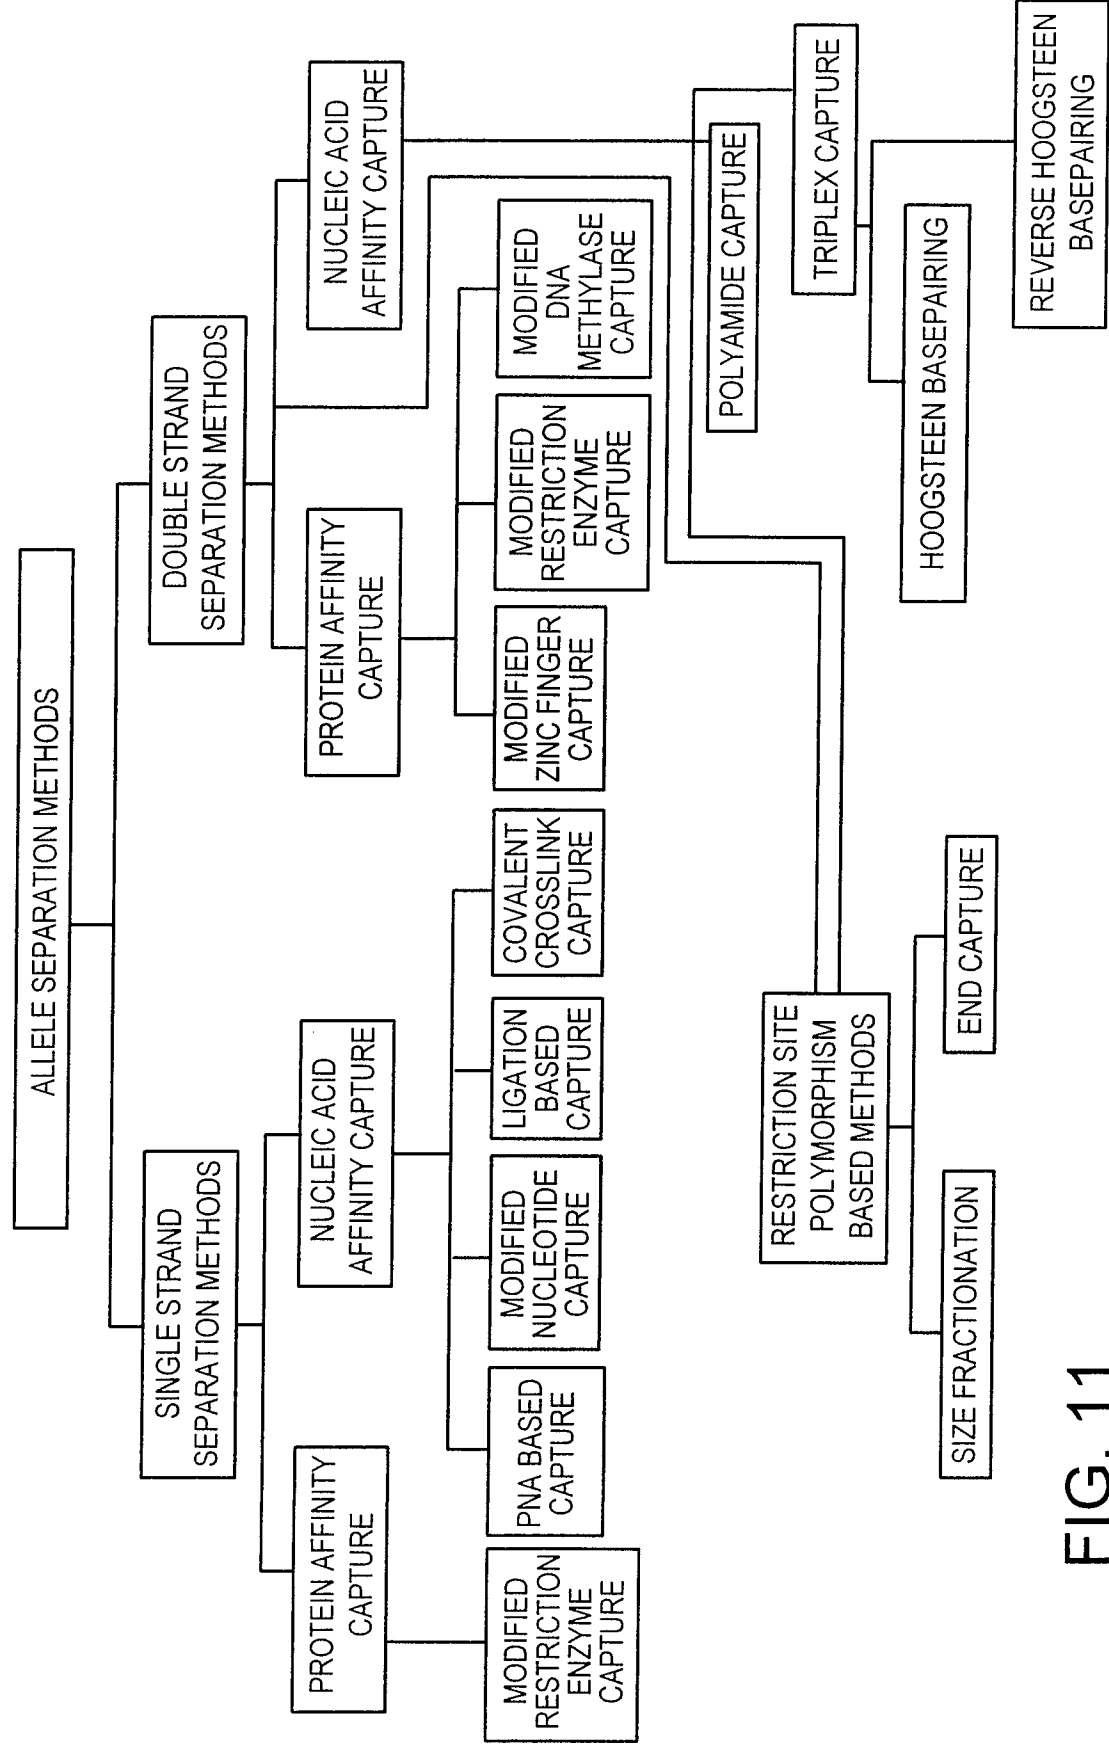 ALLELE SEPARATION METHODS
SINGLE STRAND
SEPARATION METHODS
DOUBLE STRAND
SEPARATION METHODS
PROTEIN AFFINITY
CAPTURE
NUCLEIC ACID
AFFINITY CAPTURE
PROTEIN AFFINITY
CAPTURE
NUCLEIC ACID
AFFINITY CAPTURE
MODIFIED
RESTRICTION
ENZYME
CAPTURE
PNA BASED
CAPTURE
MODIFIED
NUCLEOTIDE
CAPTURE
LIGATION
BASED
CAPTURE
COVALENT
CROSSLINK
CAPTURE
MODIFIED
ZINC FINGER
CAPTURE
MODIFIED
RESTRICTION
ENZYME
CAPTURE
MODIFIED
DNA
METHYLASE
CAPTURE
POLYAMIDE CAPTURE
RESTRICTION SITE
POLYMORPHISM
BASED METHODS
TRIPLEX CAPTURE
SIZE FRACTIONATION
END CAPTURE
HOOGSTEEN BASEPAIRING
REVERSE HOOGSTEEN
BASEPAIRING
FIG. 11